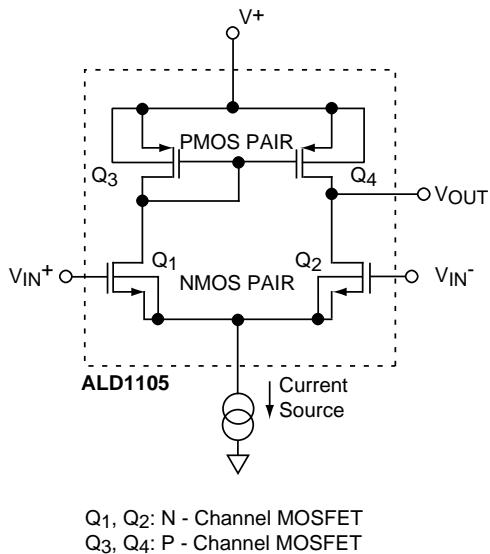 V+
PMOS PAIR
Q3
Q4
VOUT
VIN+
Q1
NMOS PAIR
Q2
VIN-
ALD1105
Current
Source
Q1, Q2: N - Channel MOSFET
Q3, Q4: P - Channel MOSFET